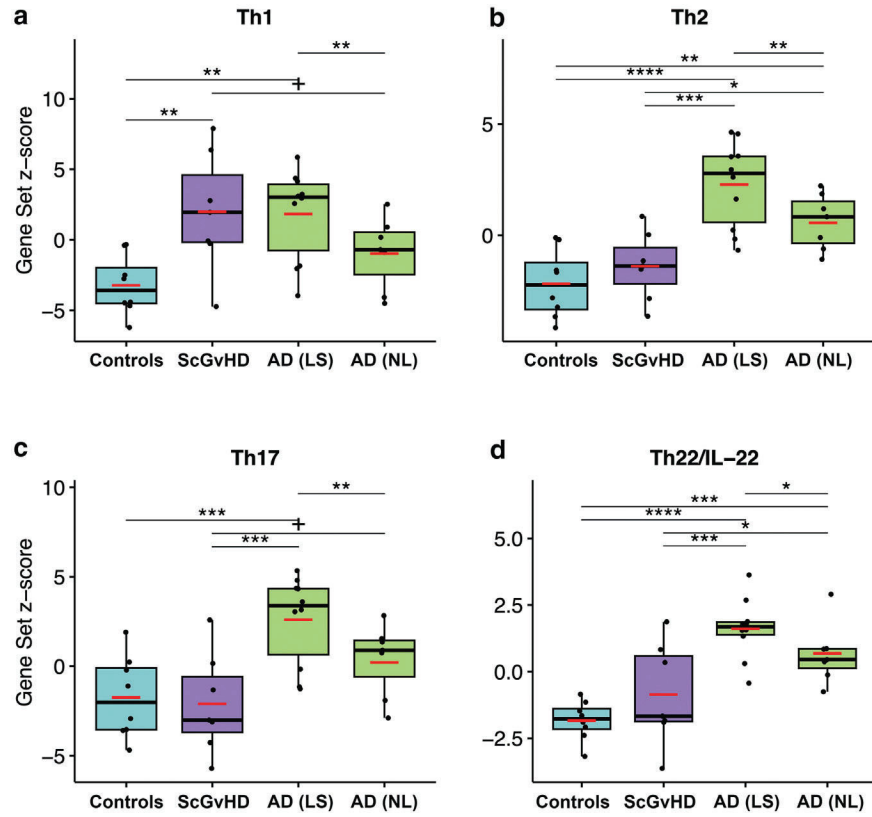 a
Th1
Gene Set z–score
10
5
0
−5
**
**
+
**
Controls ScGvHD AD (LS) AD (NL)
b
Th2
5
0
**
**
****
*
***
Controls ScGvHD AD (LS) AD (NL)
c
Th17
Gene Set z–score
10
5
0
−5
**
***
+
***
Controls ScGvHD AD (LS) AD (NL)
d
Th22/IL–22
5.0
2.5
0.0
−2.5
*
***
****
*
***
Controls ScGvHD AD (LS) AD (NL)